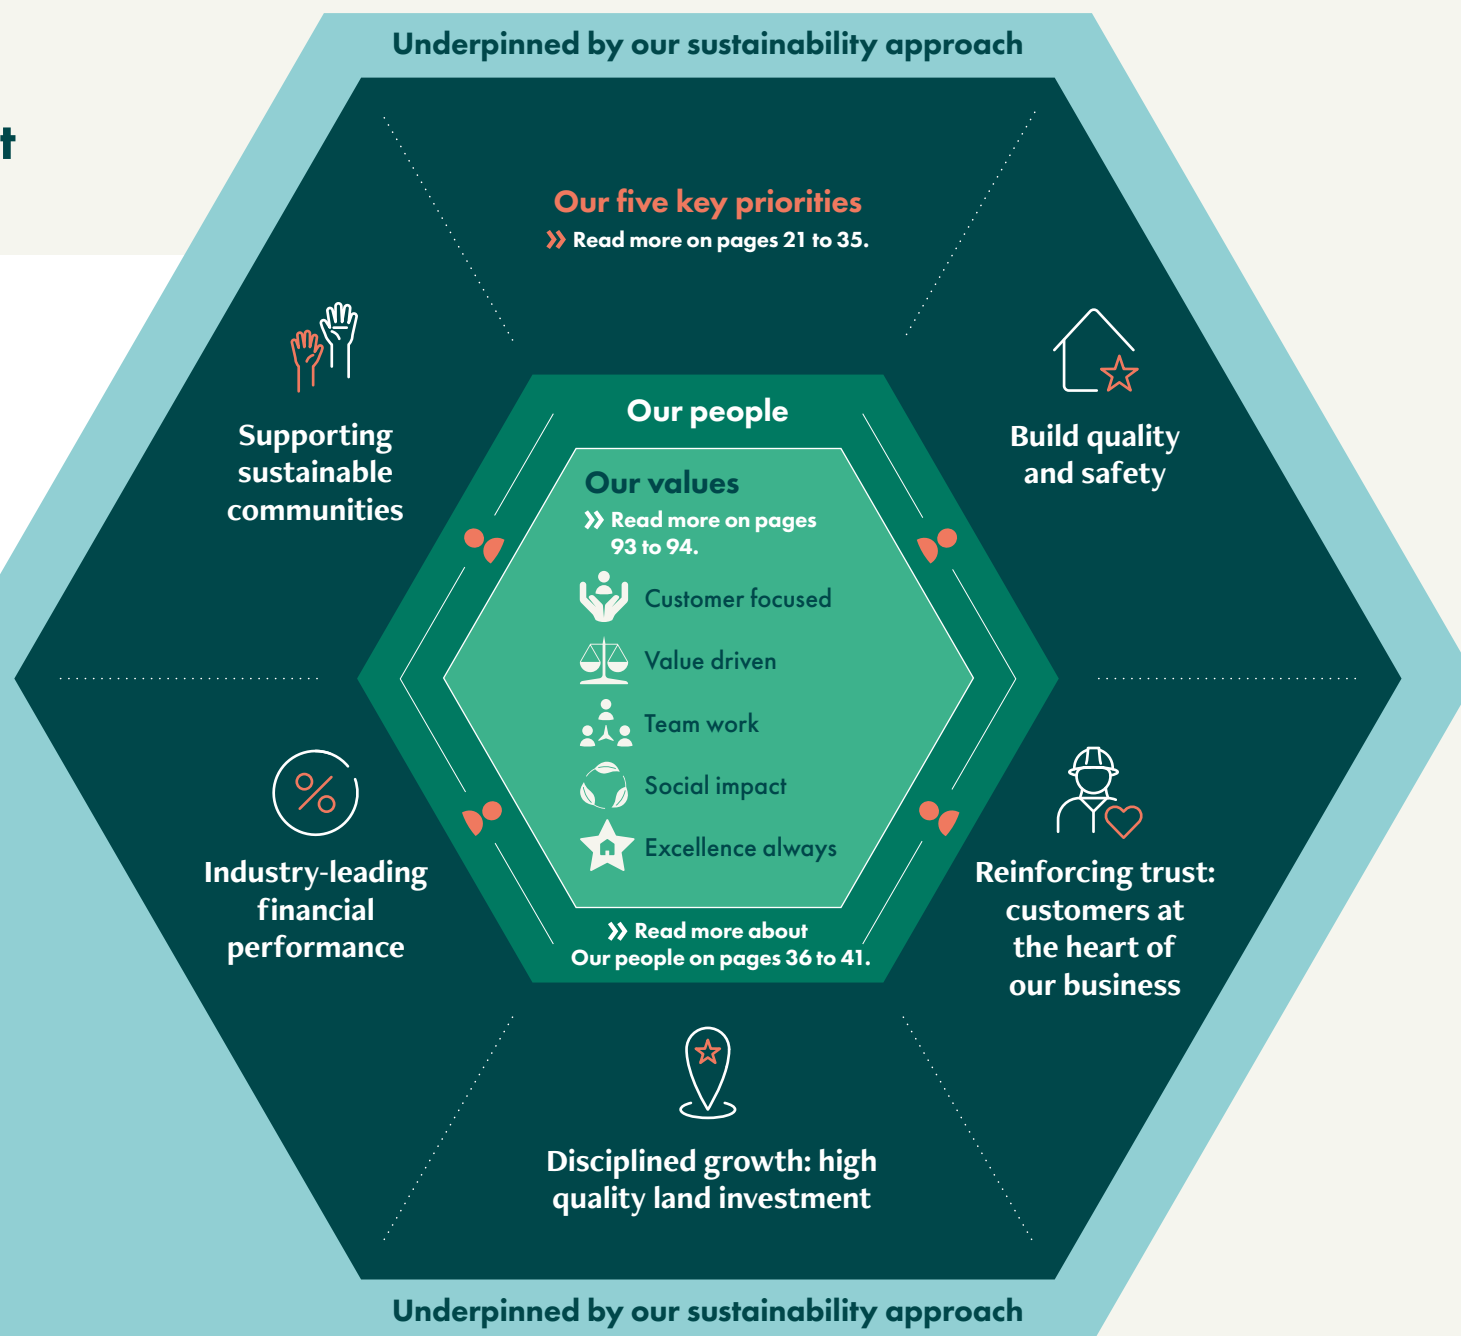 Underpinned by our sustainability approach
t
Our five key priorities
Read more on pages 21 to 35.
Supporting
sustainable
communities
Build quality
and safety
Our people
Our values
Read more on pages
93 to 94.
Customer focused
Value driven
Team work
Social impact
Excellence always
Read more about
Our people on pages 36 to 41.
Industry-leading
financial
performance
Reinforcing trust:
customers at
the heart of
our business
Disciplined growth: high
quality land investment
Underpinned by our sustainability approach